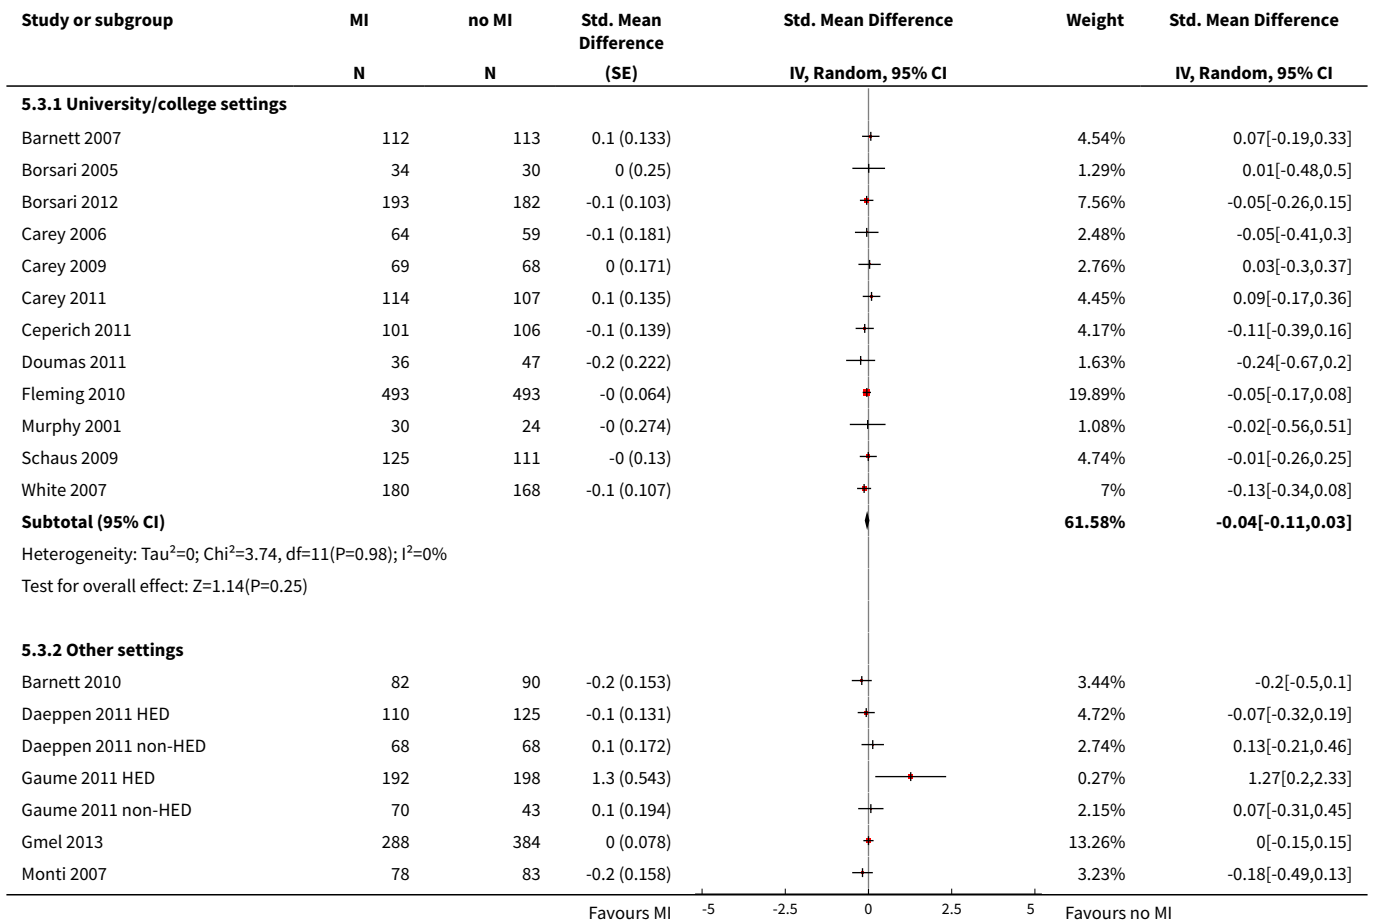 Study or subgroup MI no MI Std. Mean Difference Std. Mean Difference Weight Std. Mean Difference
N N (SE) IV, Random, 95% CI IV, Random, 95% CI
5.3.1 University/college settings
Barnett 2007 112 113 0.1 (0.133) 4.54% 0.07[-0.19,0.33]
Borsari 2005 34 30 0 (0.25) 1.29% 0.01[-0.48,0.5]
Borsari 2012 193 182 -0.1 (0.103) 7.56% -0.05[-0.26,0.15]
Carey 2006 64 59 -0.1 (0.181) 2.48% -0.05[-0.41,0.3]
Carey 2009 69 68 0 (0.171) 2.76% 0.03[-0.3,0.37]
Carey 2011 114 107 0.1 (0.135) 4.45% 0.09[-0.17,0.36]
Ceperich 2011 101 106 -0.1 (0.139) 4.17% -0.11[-0.39,0.16]
Doumas 2011 36 47 -0.2 (0.222) 1.63% -0.24[-0.67,0.2]
Fleming 2010 493 493 -0 (0.064) 19.89% -0.05[-0.17,0.08]
Murphy 2001 30 24 -0 (0.274) 1.08% -0.02[-0.56,0.51]
Schaus 2009 125 111 -0 (0.13) 4.74% -0.01[-0.26,0.25]
White 2007 180 168 -0.1 (0.107) 7% -0.13[-0.34,0.08]
Subtotal (95% CI) 61.58% -0.04[-0.11,0.03]
Heterogeneity: Tau²=0; Chi²=3.74, df=11(P=0.98); I²=0%
Test for overall effect: Z=1.14(P=0.25)
5.3.2 Other settings
Barnett 2010 82 90 -0.2 (0.153) 3.44% -0.2[-0.5,0.1]
Daeppen 2011 HED 110 125 -0.1 (0.131) 4.72% -0.07[-0.32,0.19]
Daeppen 2011 non-HED 68 68 0.1 (0.172) 2.74% 0.13[-0.21,0.46]
Gaume 2011 HED 192 198 1.3 (0.543) 0.27% 1.27[0.2,2.33]
Gaume 2011 non-HED 70 43 0.1 (0.194) 2.15% 0.07[-0.31,0.45]
Gmel 2013 288 384 0 (0.078) 13.26% 0[-0.15,0.15]
Monti 2007 78 83 -0.2 (0.158) 3.23% -0.18[-0.49,0.13]
Favours MI -5 -2.5 0 2.5 5 Favours no MI